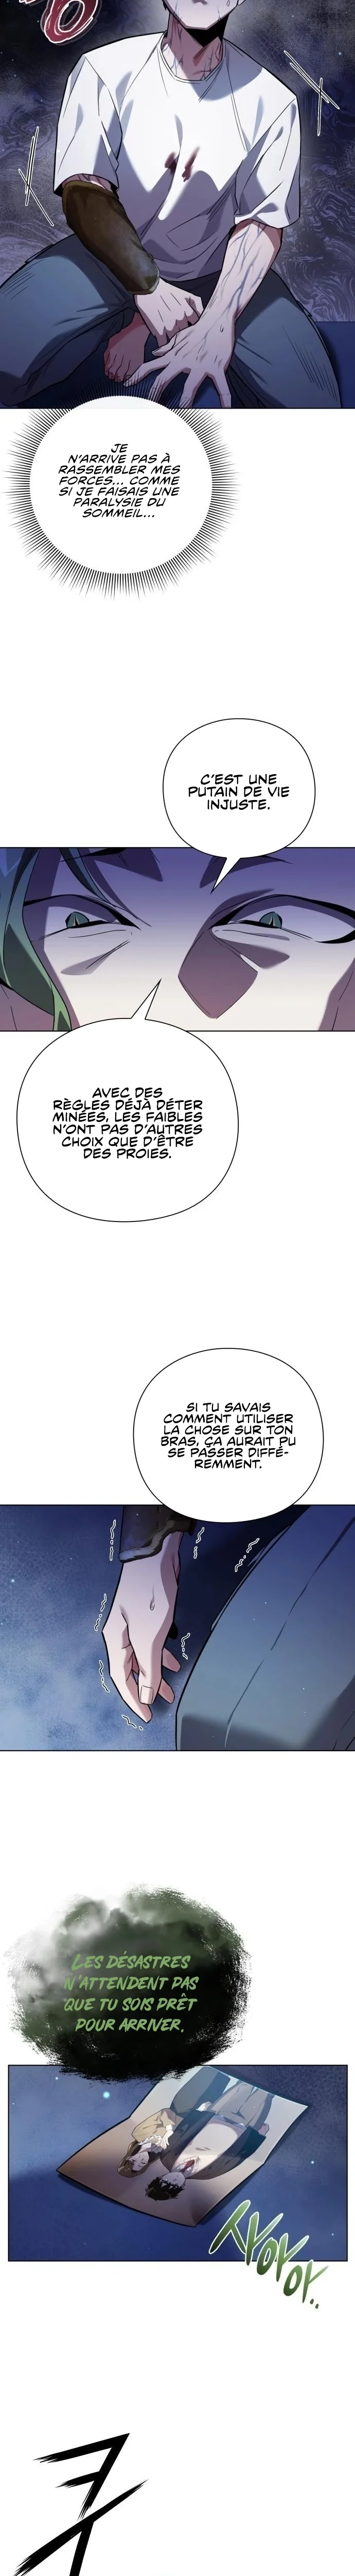 JE
N'ARRIVE PAS À
RASSEMBLER MES
FORCES... COMME
SI JE FAISAIS UNE
PARALYSIE DU
SOMMEIL...
C'EST UNE
PUTAIN DE VIE
INJUSTE.
AVEC DES
RÈGLES DÉJÀ DÉTER
MINÉES, LES FAIBLES
N'ONT PAS D'AUTRES
CHOIX QUE D'ÊTRE
DES PROIES.
SI TU SAVAIS
COMMENT UTILISER
LA CHOSE SUR TON
BRAS, ÇA AURAIT PU
SE PASSER DIFFÉ-
REMMENT.
LES DÉSASTRES
N'ATTENDENT PAS
QUE TU SOIS PRÊT
POUR ARRIVER.
스아아..